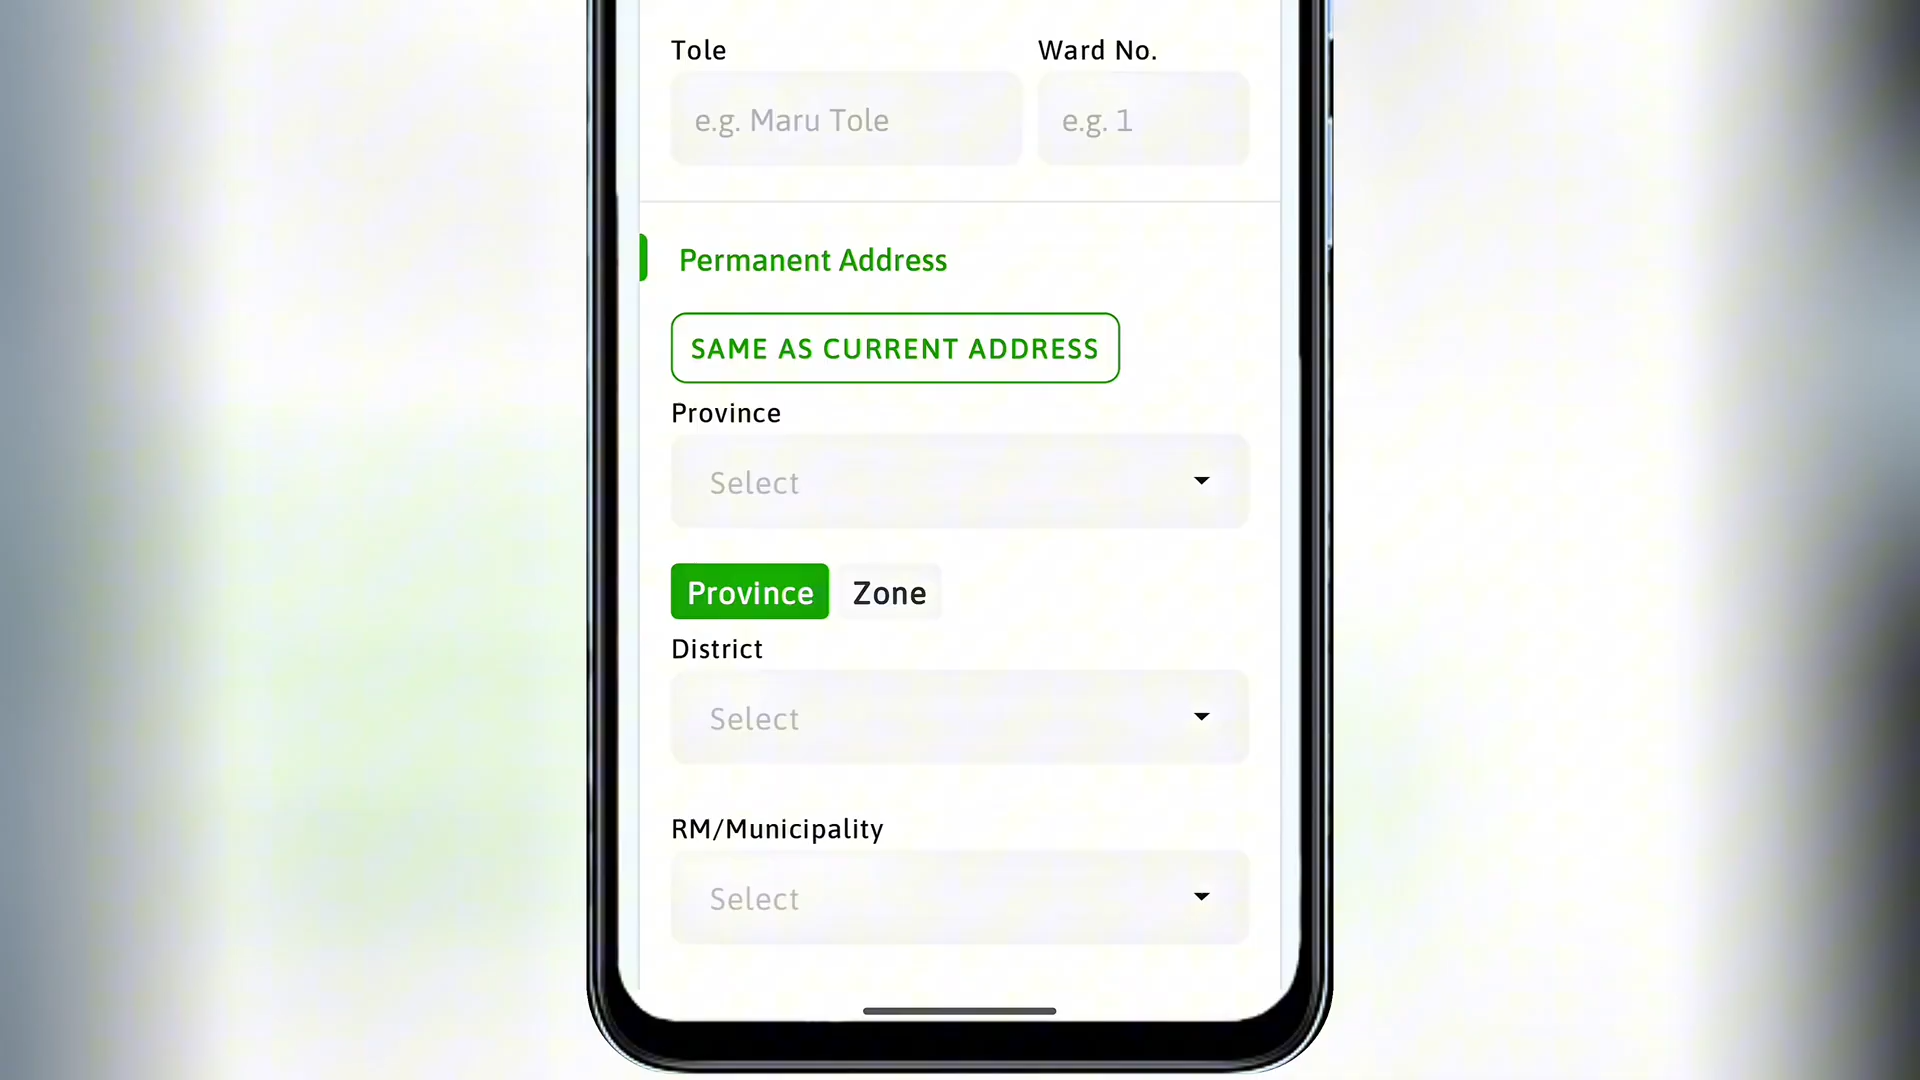 Tole Ward No.
e.g. Maru Tole e.g. 1
Permanent Address
SAME AS CURRENT ADDRESS
Province
Select
Province Zone
District
Select
RM/Municipality
Select